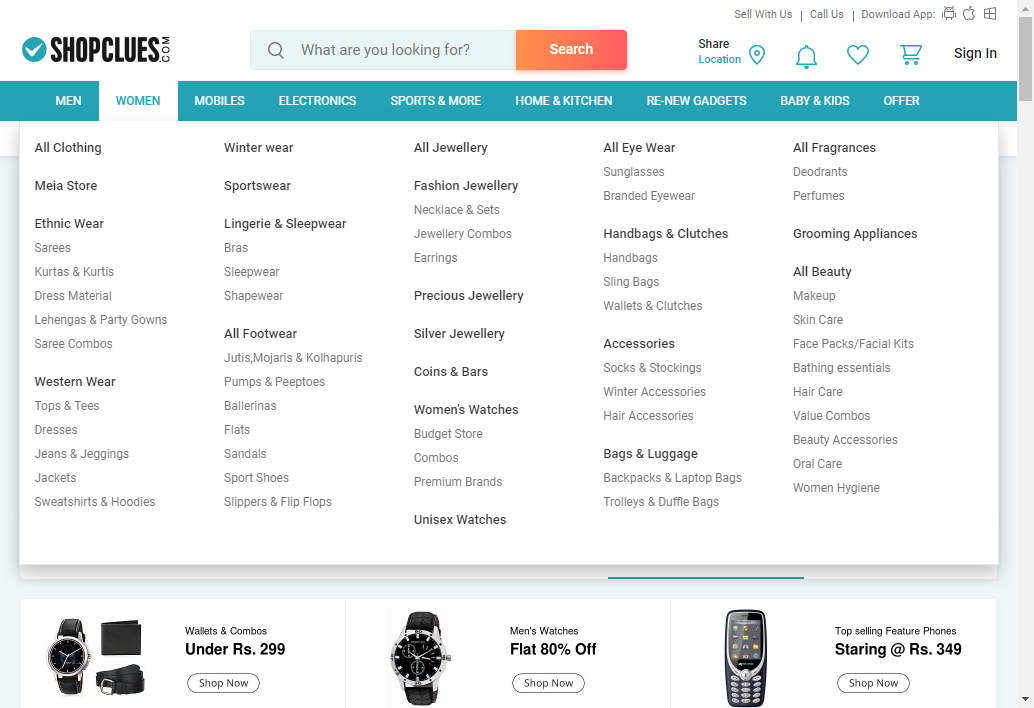 Sell With Us | Call Us | Download App:
SHOPCLUES.COM
What are you looking for?
Search
Share
Location
Sign In
MEN
WOMEN
MOBILES
ELECTRONICS
SPORTS & MORE
HOME & KITCHEN
RE-NEW GADGETS
BABY & KIDS
OFFER
All Clothing
Meia Store
Ethnic Wear
Sarees
Kurtas & Kurtis
Dress Material
Lehengas & Party Gowns
Saree Combos
Western Wear
Tops & Tees
Dresses
Jeans & Jeggings
Jackets
Sweatshirts & Hoodies
Winter wear
Sportswear
Lingerie & Sleepwear
Bras
Sleepwear
Shapewear
All Footwear
Jutis,Mojaris & Kolhapuris
Pumps & Peeptoes
Ballerinas
Flats
Sandals
Sport Shoes
Slippers & Flip Flops
All Jewellery
Fashion Jewellery
Necklace & Sets
Jewellery Combos
Earrings
Precious Jewellery
Silver Jewellery
Coins & Bars
Women's Watches
Budget Store
Combos
Premium Brands
Unisex Watches
All Eye Wear
Sunglasses
Branded Eyewear
Handbags & Clutches
Handbags
Sling Bags
Wallets & Clutches
Accessories
Socks & Stockings
Winter Accessories
Hair Accessories
Bags & Luggage
Backpacks & Laptop Bags
Trolleys & Duffle Bags
All Fragrances
Deodrants
Perfumes
Grooming Appliances
All Beauty
Makeup
Skin Care
Face Packs/Facial Kits
Bathing essentials
Hair Care
Value Combos
Beauty Accessories
Oral Care
Women Hygiene
Wallets & Combos
Under Rs. 299
Shop Now
Men's Watches
Flat 80% Off
Shop Now
Top selling Feature Phones
Staring @ Rs. 349
Shop Now